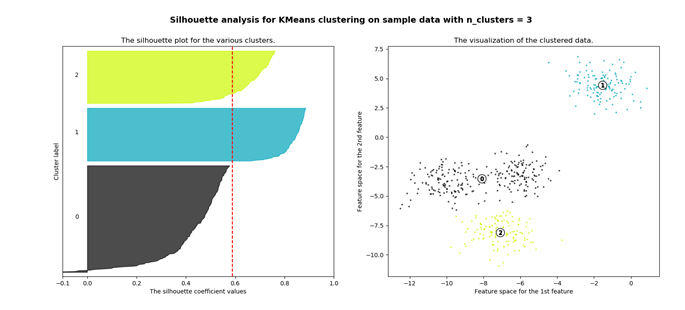 Silhouette analysis for KMeans clustering on sample data with n_clusters = 3
The silhouette plot for the various clusters.
Cluster label
2
1
0
−0.1 0.0 0.2 0.4 0.6 0.8 1.0
The silhouette coefficient values
The visualization of the clustered data.
Feature space for the 2nd feature
7.5
5.0
2.5
0.0
−2.5
−5.0
−7.5
−10.0
1
0
2
−12 −10 −8 −6 −4 −2 0
Feature space for the 1st feature